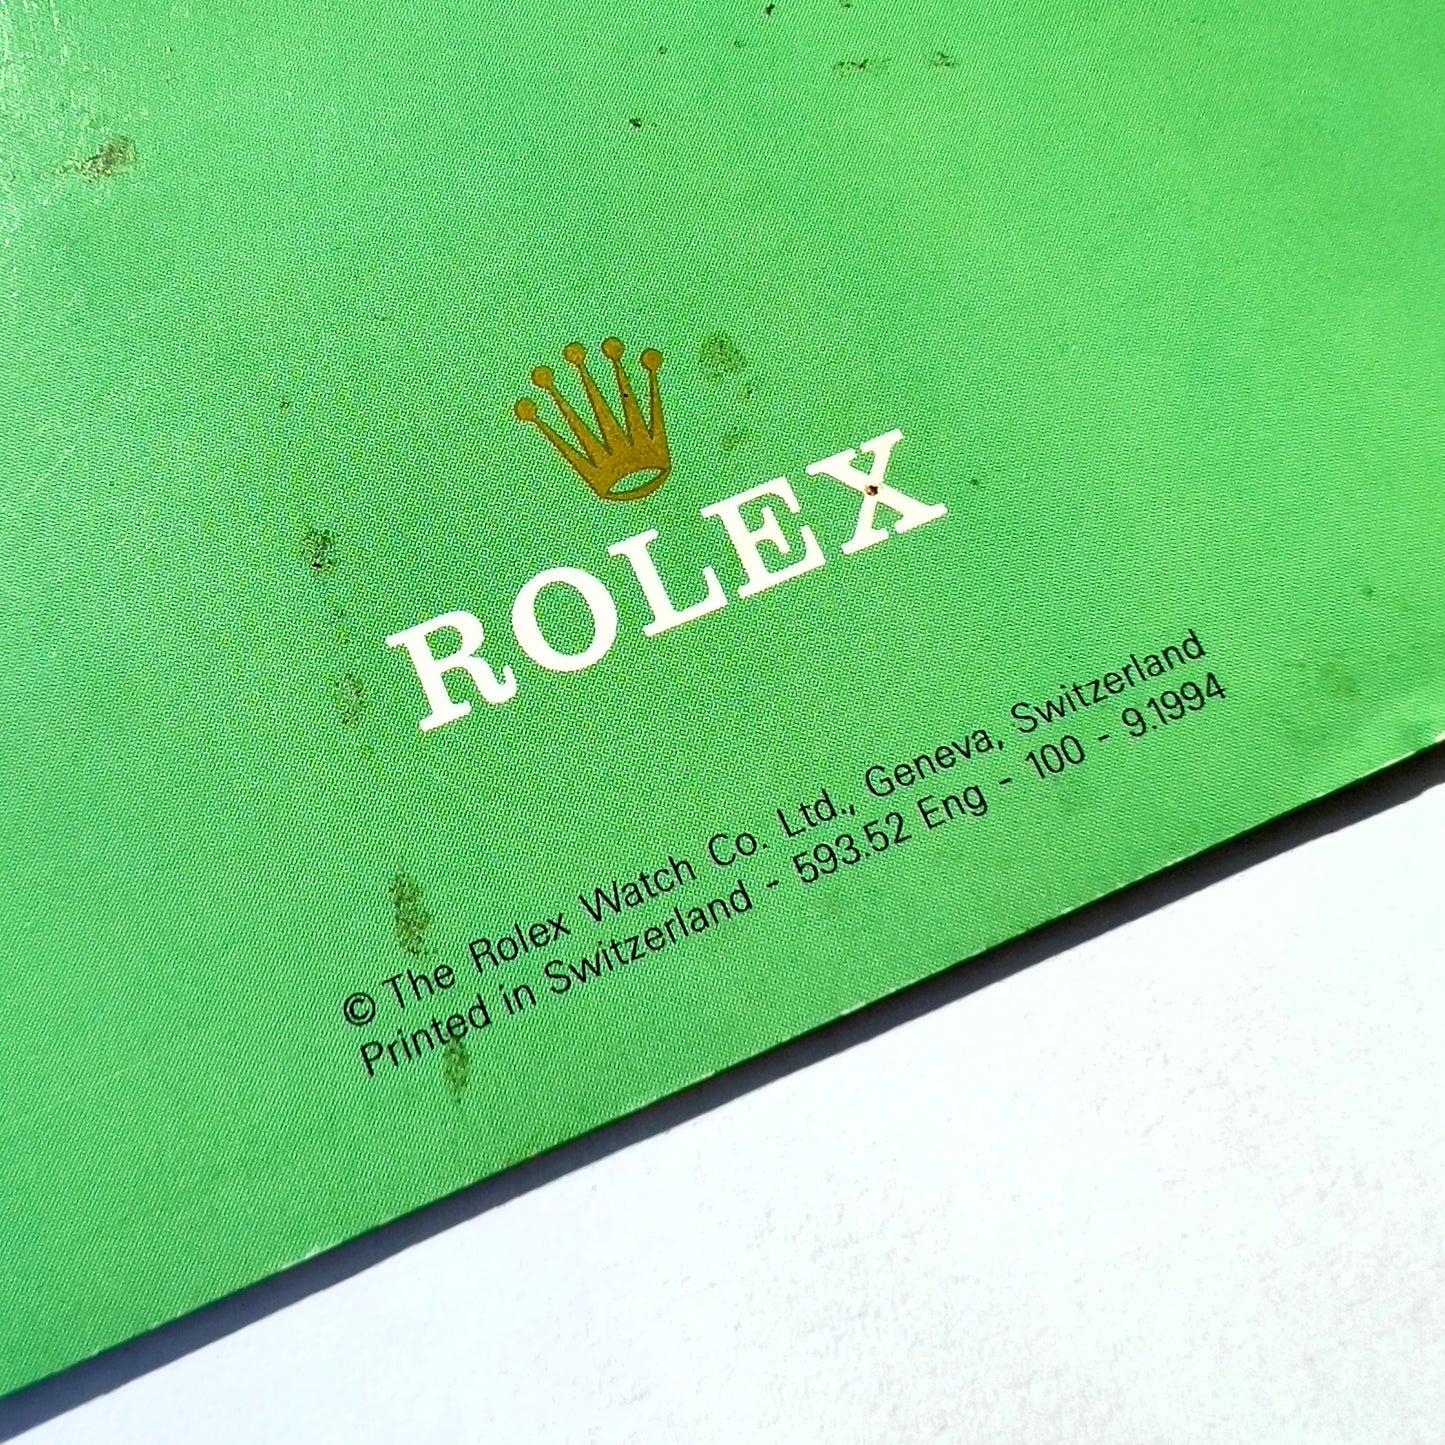 ROLEX
© The Rolex Watch Co. Ltd., Geneva, Switzerland
Printed in Switzerland - 593.52 Eng - 100 - 9.1994